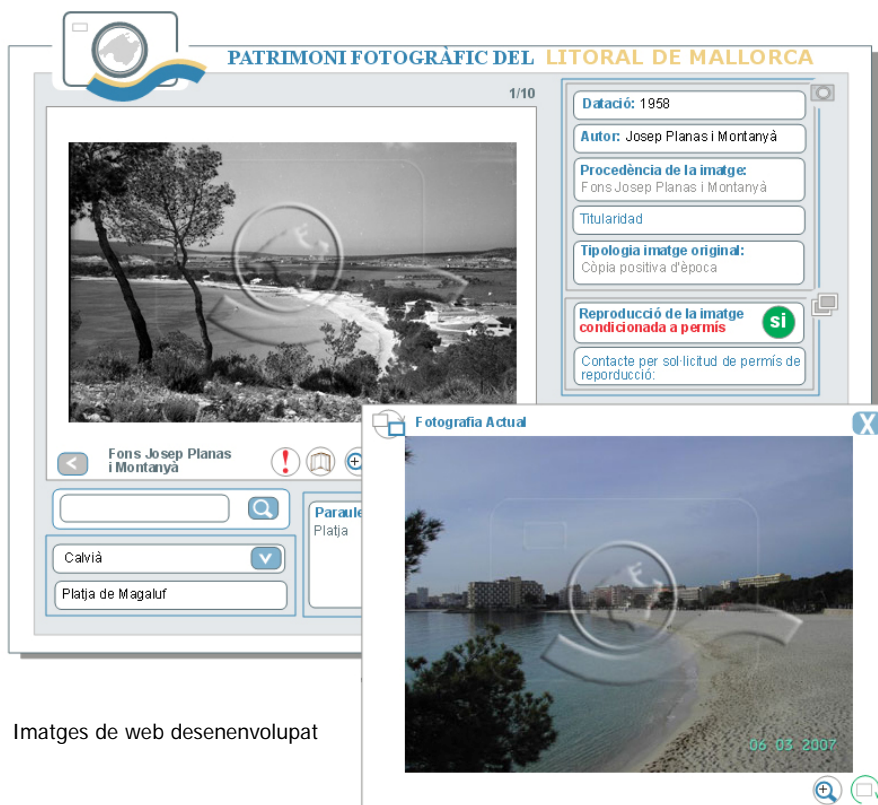 PATRIMONI FOTOGRÀFIC DEL LITORAL DE MALLORCA
1/10
Datació: 1958
Autor: Josep Planas i Montanyà
Procedència de la imatge:
Fons Josep Planas i Montanyà
Titularidad
Tipologia imatge original:
Còpia positiva d'època
Reproducció de la imatge
condicionada a permís
si
Contacte per sol·licitud de permís de
reporducció:
Fons Josep Planas
i Montanyà
Paraule
Platja
Calvià
Platja de Magaluf
Fotografia Actual
X
06 03 2007
Imatges de web desenenvolupat